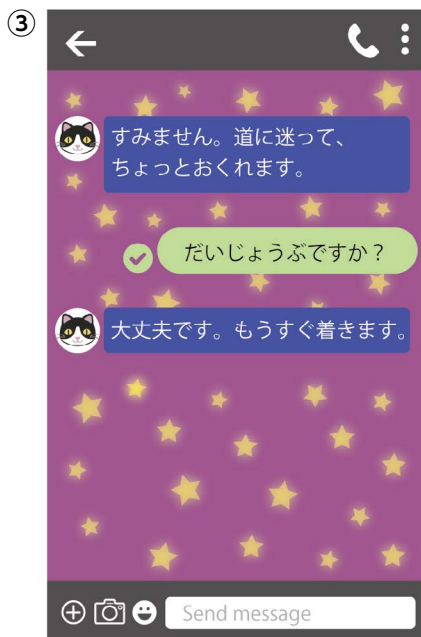 ③
すみません。道に迷って、
ちょっとおくれます。
だいじょうぶですか？
大丈夫です。もうすぐ着きます。
Send message